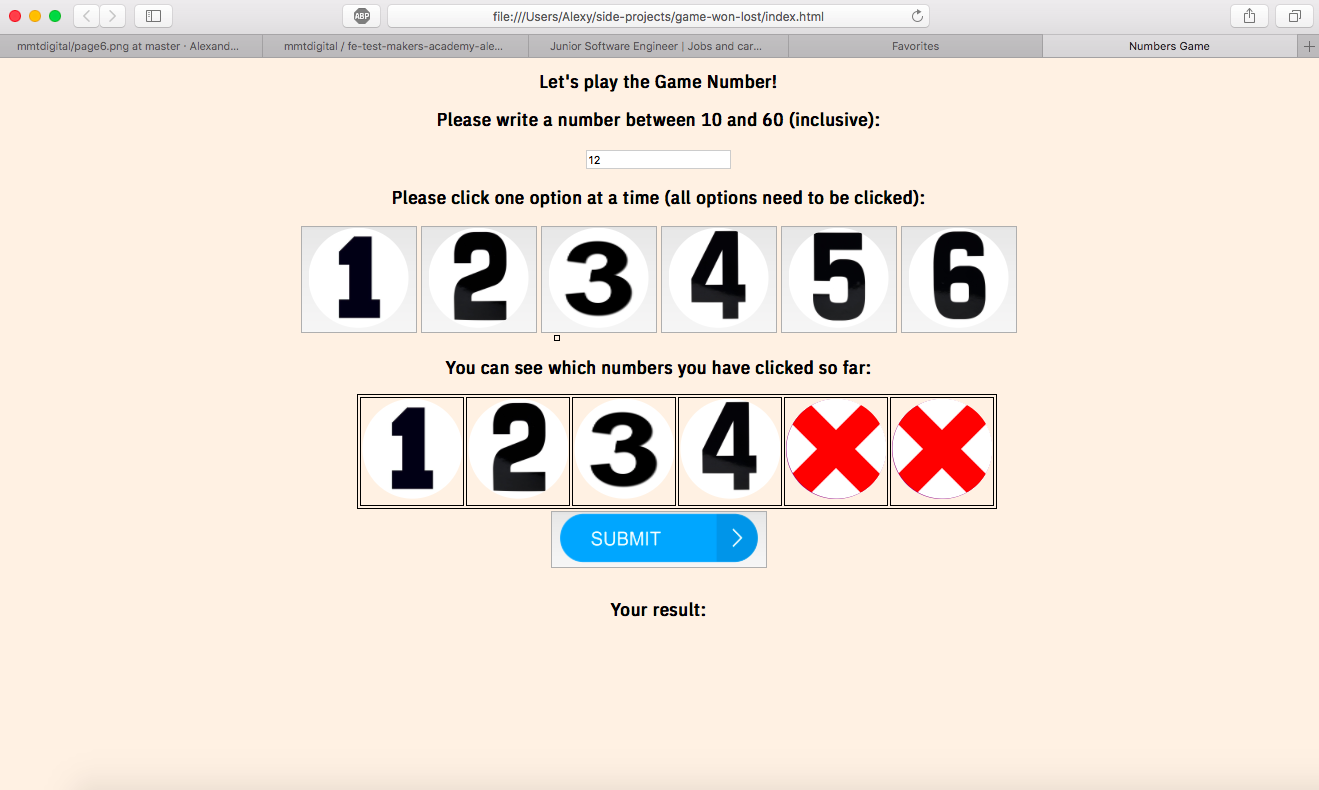 ABP
file:///Users/Alexy/side-projects/game-won-lost/index.html
mmtdigital/page6.png at master · Alexand...
mmtdigital / fe-test-makers-academy-ale...
Junior Software Engineer | Jobs and car...
Favorites
Numbers Game
Let's play the Game Number!
Please write a number between 10 and 60 (inclusive):
12
Please click one option at a time (all options need to be clicked):
1 2 3 4 5 6
You can see which numbers you have clicked so far:
1 2 3 4
SUBMIT
Your result: